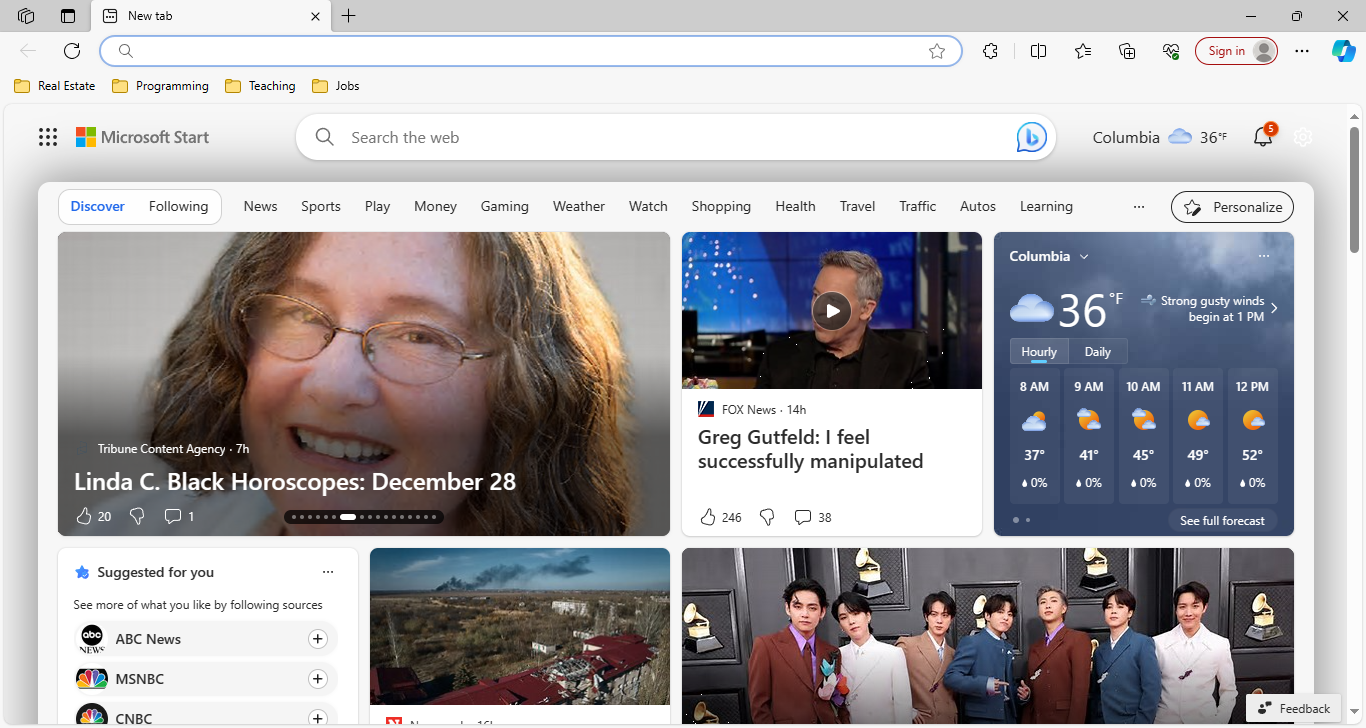 New tab
Sign in
Real Estate
Programming
Teaching
Jobs
Microsoft Start
Search the web
Columbia
36°F
5
Discover
Following
News
Sports
Play
Money
Gaming
Weather
Watch
Shopping
Health
Travel
Traffic
Autos
Learning
Personalize
Tribune Content Agency · 7h
Linda C. Black Horoscopes: December 28
20
1
FOX News · 14h
Greg Gutfeld: I feel
successfully manipulated
246
38
Columbia
36°F
Strong gusty winds
begin at 1 PM
Hourly
Daily
8 AM
9 AM
10 AM
11 AM
12 PM
37°
41°
45°
49°
52°
0%
0%
0%
0%
0%
See full forecast
Suggested for you
See more of what you like by following sources
abc NEWS
ABC News
MSNBC
CNBC
Feedback